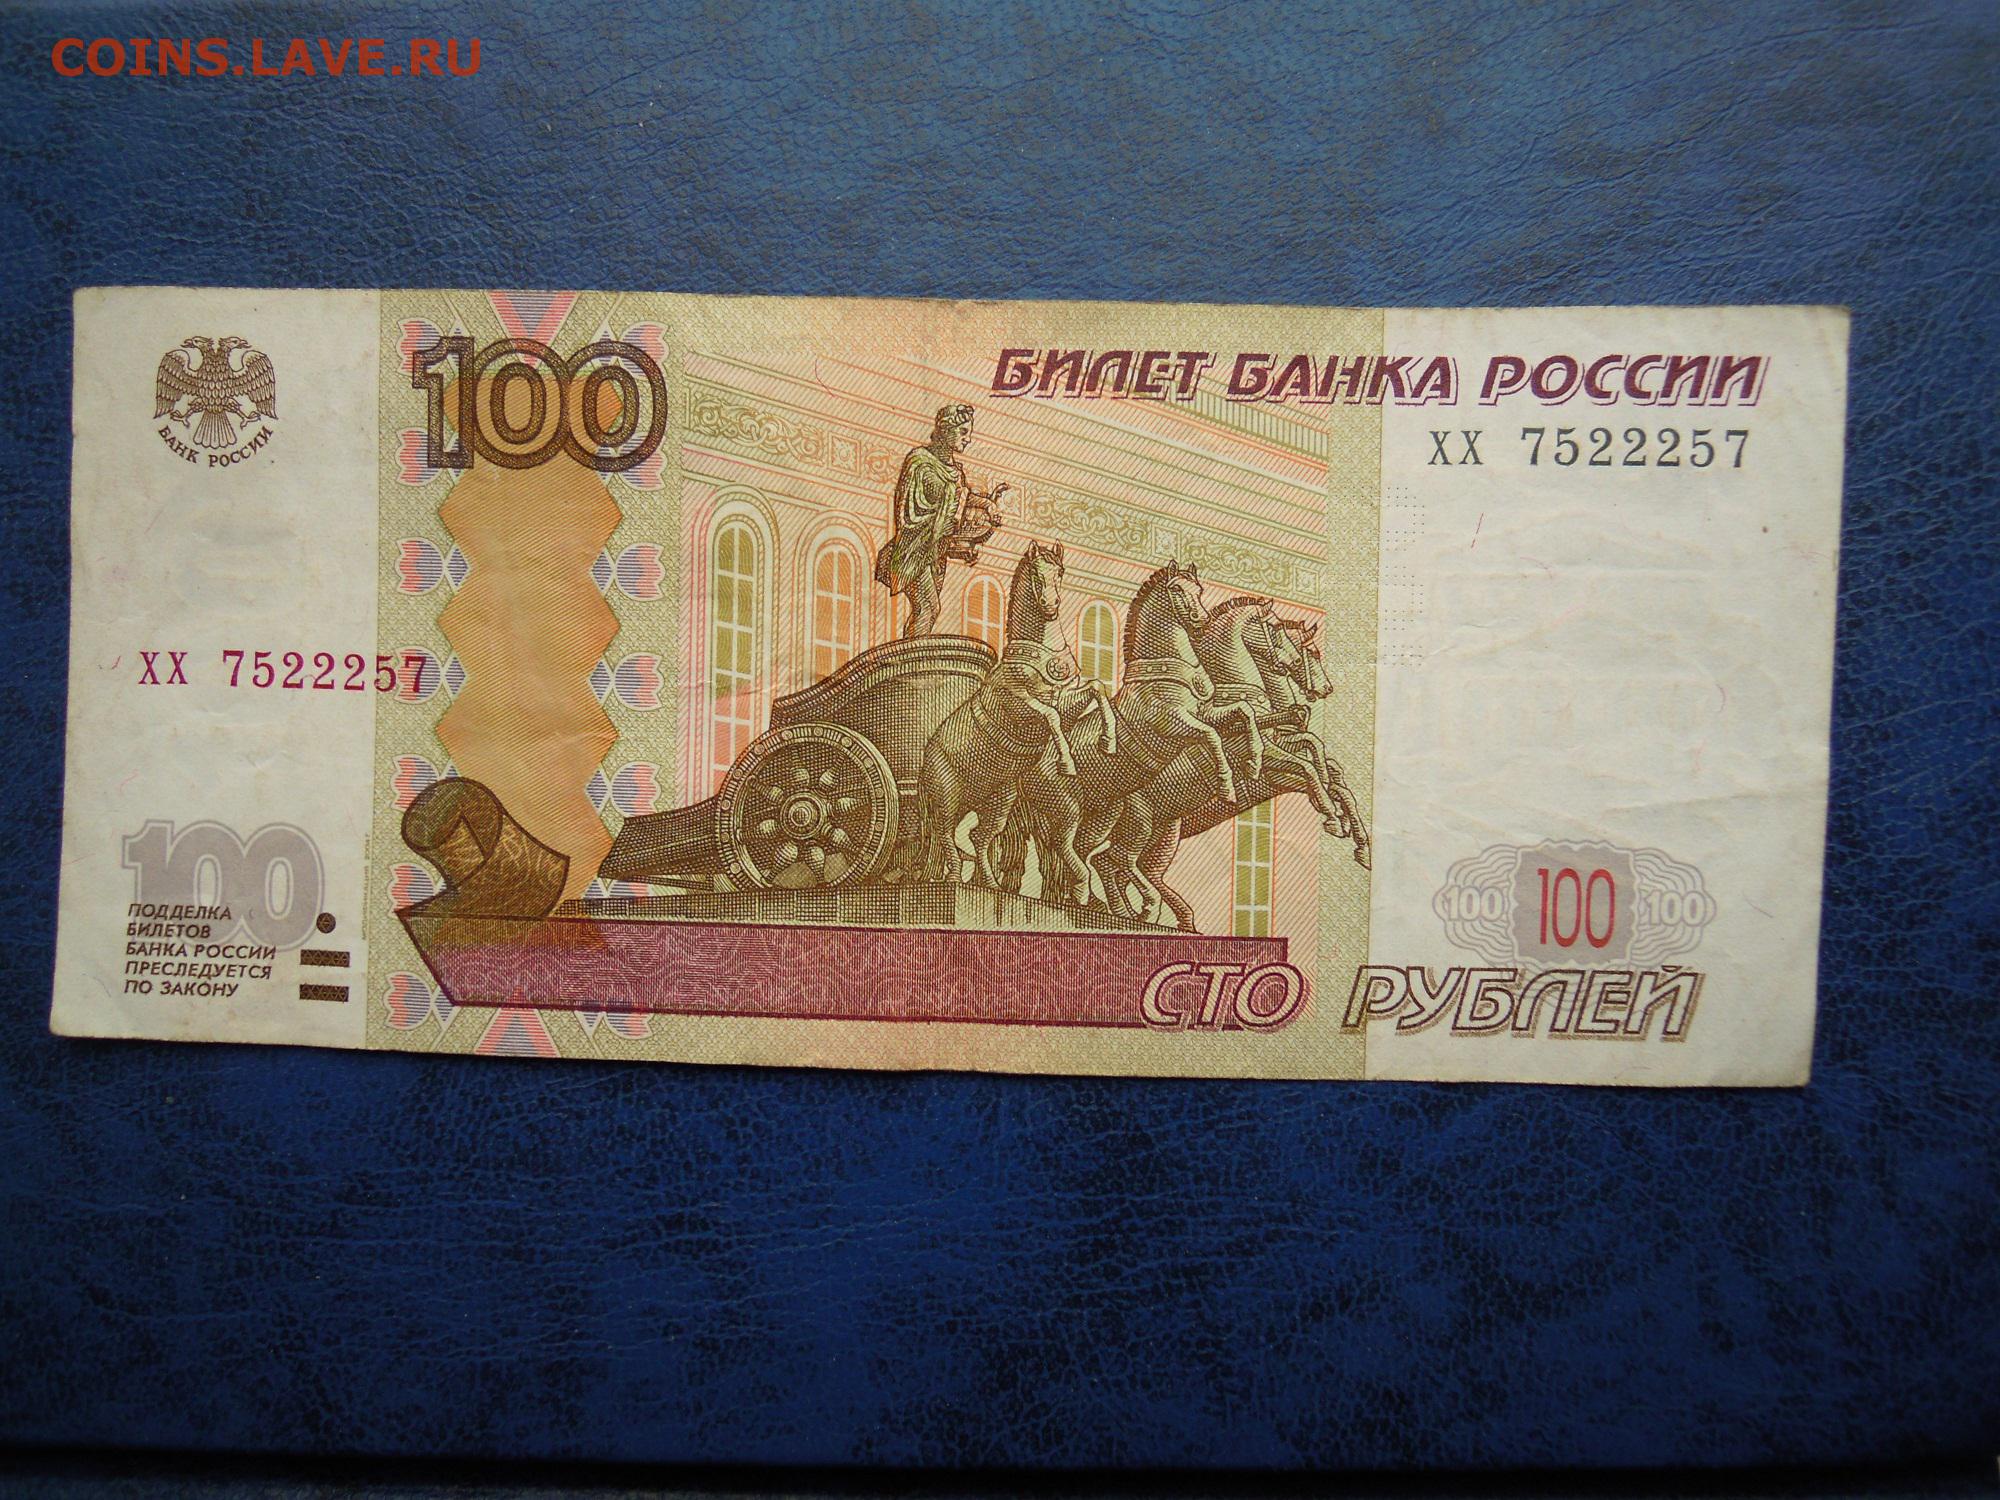 COINS.LAVE.RU
100
БИЛЕТ БАНКА РОССИИ
хх 7522257
БАНК РОССИИ
хх 7522257
100
ПОДДЕЛКА
БИЛЕТОВ
БАНКА РОССИИ
ПРЕСЛЕДУЕТСЯ
ПО ЗАКОНУ
100 100 100
СТО РУБЛЕЙ